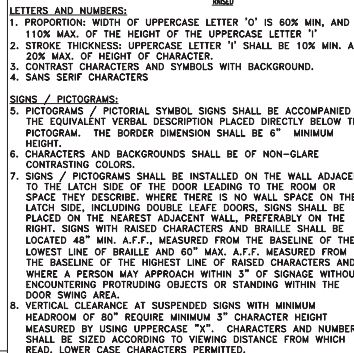 RAISED
LETTERS AND NUMBERS:
1. PROPORTION: WIDTH OF UPPERCASE LETTER 'O' IS 60% MIN, AND
110% MAX. OF THE HEIGHT OF THE UPPERCASE LETTER 'I'
2. STROKE THICKNESS: UPPERCASE LETTER 'I' SHALL BE 10% MIN. A
20% MAX. OF HEIGHT OF CHARACTER.
3. CONTRAST CHARACTERS AND SYMBOLS WITH BACKGROUND.
4. SANS SERIF CHARACTERS
SIGNS / PICTOGRAMS:
5. PICTOGRAMS / PICTORIAL SYMBOL SIGNS SHALL BE ACCOMPANIED
THE EQUIVALENT VERBAL DESCRIPTION PLACED DIRECTLY BELOW T
PICTOGRAM. THE BORDER DIMENSION SHALL BE 6" MINIMUM
HEIGHT.
6. CHARACTERS AND BACKGROUNDS SHALL BE OF NON-GLARE
CONTRASTING COLORS.
7. SIGNS / PICTOGRAMS SHALL BE INSTALLED ON THE WALL ADJACE
TO THE LATCH SIDE OF THE DOOR LEADING TO THE ROOM OR
SPACE THEY DESCRIBE. WHERE THERE IS NO WALL SPACE ON THE
LATCH SIDE, INCLUDING DOUBLE LEAFE DOORS, SIGNS SHALL BE
PLACED ON THE NEAREST ADJACENT WALL, PREFERABLY ON THE
RIGHT. SIGNS WITH RAISED CHARACTERS AND BRAILLE SHALL BE
LOCATED 48" MIN. A.F.F., MEASURED FROM THE BASELINE OF THE
LOWEST LINE OF BRAILLE AND 60" MAX. A.F.F. MEASURED FROM
THE BASELINE OF THE HIGHEST LINE OF RAISED CHARACTERS AND
WHERE A PERSON MAY APPROACH WITHIN 3" OF SIGNAGE WITHOU
ENCOUNTERING PROTRUDING OBJECTS OR STANDING WITHIN THE
DOOR SWING AREA.
8. VERTICAL CLEARANCE AT SUSPENDED SIGNS WITH MINIMUM
HEADROOM OF 80" REQUIRE MINIMUM 3" CHARACTER HEIGHT
MEASURED BY USING UPPERCASE "X". CHARACTERS AND NUMBER
SHALL BE SIZED ACCORDING TO VIEWING DISTANCE FROM WHICH
READ. LOWER CASE CHARACTERS PERMITTED.